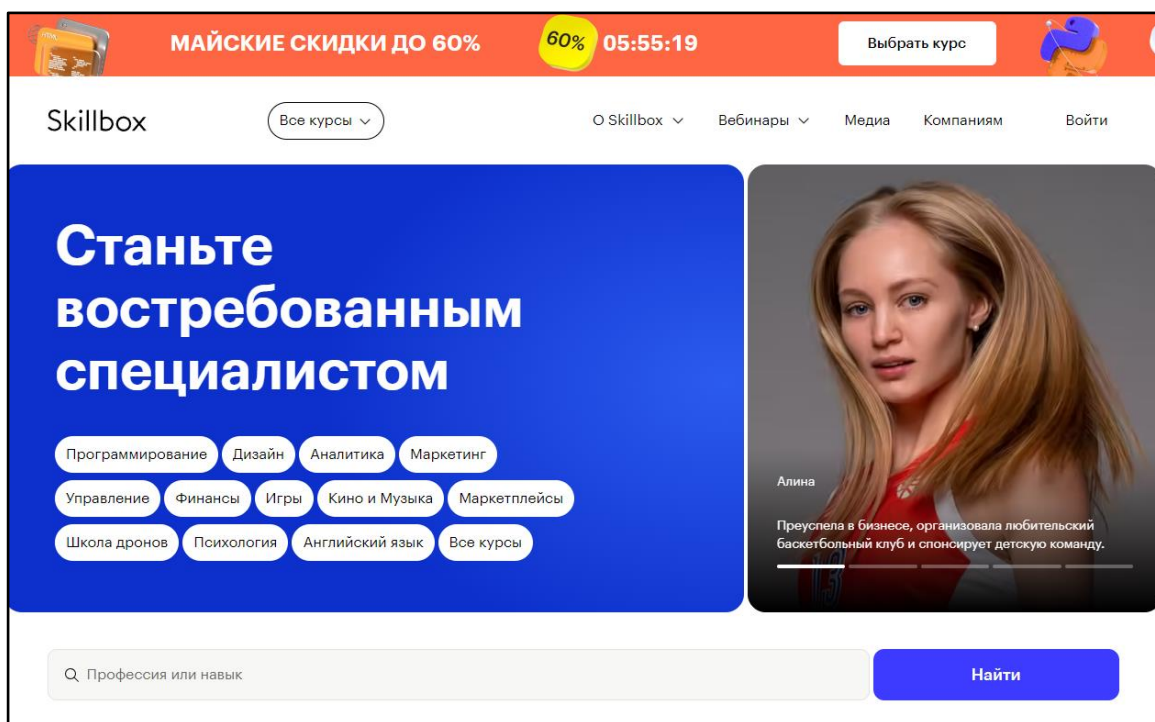 МАЙСКИЕ СКИДКИ ДО 60%
60%
05:55:19
Выбрать курс
Skillbox
Все курсы
О Skillbox
Вебинары
Медиа
Компаниям
Войти
Станьте
востребованным
специалистом
Программирование
Дизайн
Аналитика
Маркетинг
Управление
Финансы
Игры
Кино и Музыка
Маркетплейсы
Школа дронов
Психология
Английский язык
Все курсы
Алина
Преуспела в бизнесе, организовала любительский
баскетбольный клуб и спонсирует детскую команду.
Профессия или навык
Найти